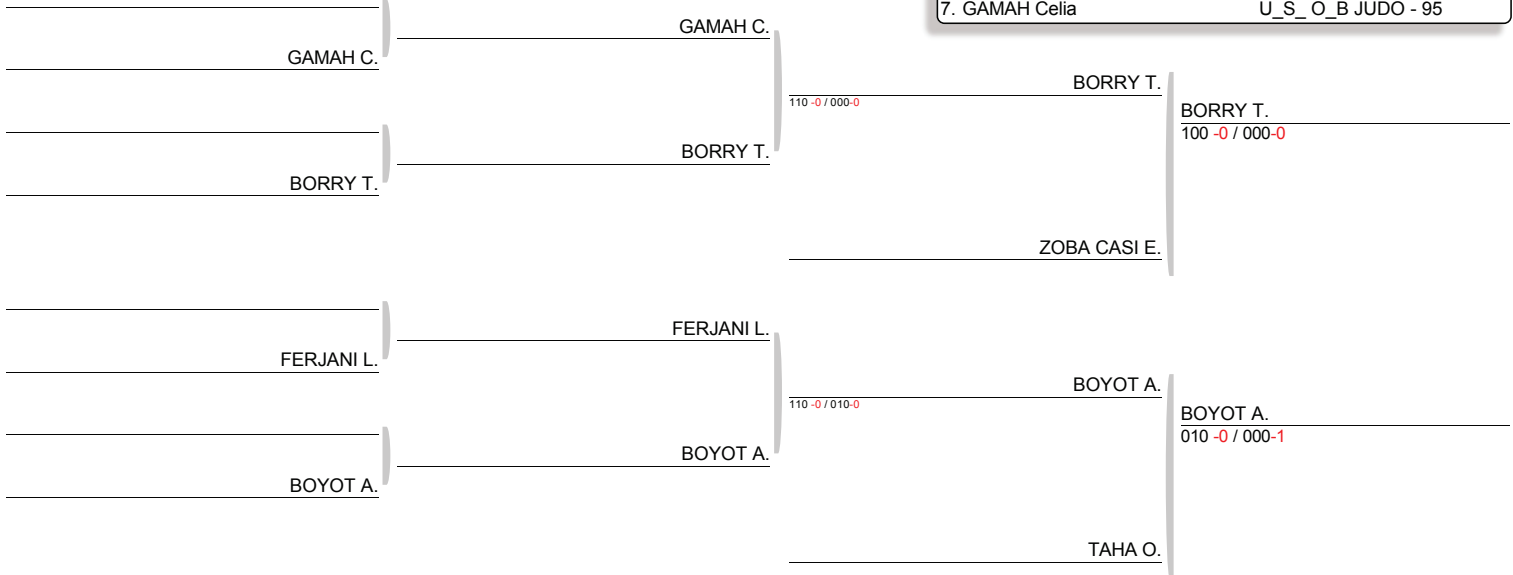 7. GAMAH Celia U_S_ O_B JUDO - 95
GAMAH C.
GAMAH C.
BORRY T.
110 -0 / 000-0
BORRY T.
100 -0 / 000-0
BORRY T.
BORRY T.
ZOBA CASI E.
FERJANI L.
FERJANI L.
BOYOT A.
110 -0 / 010-0
BOYOT A.
010 -0 / 000-1
BOYOT A.
BOYOT A.
TAHA O.